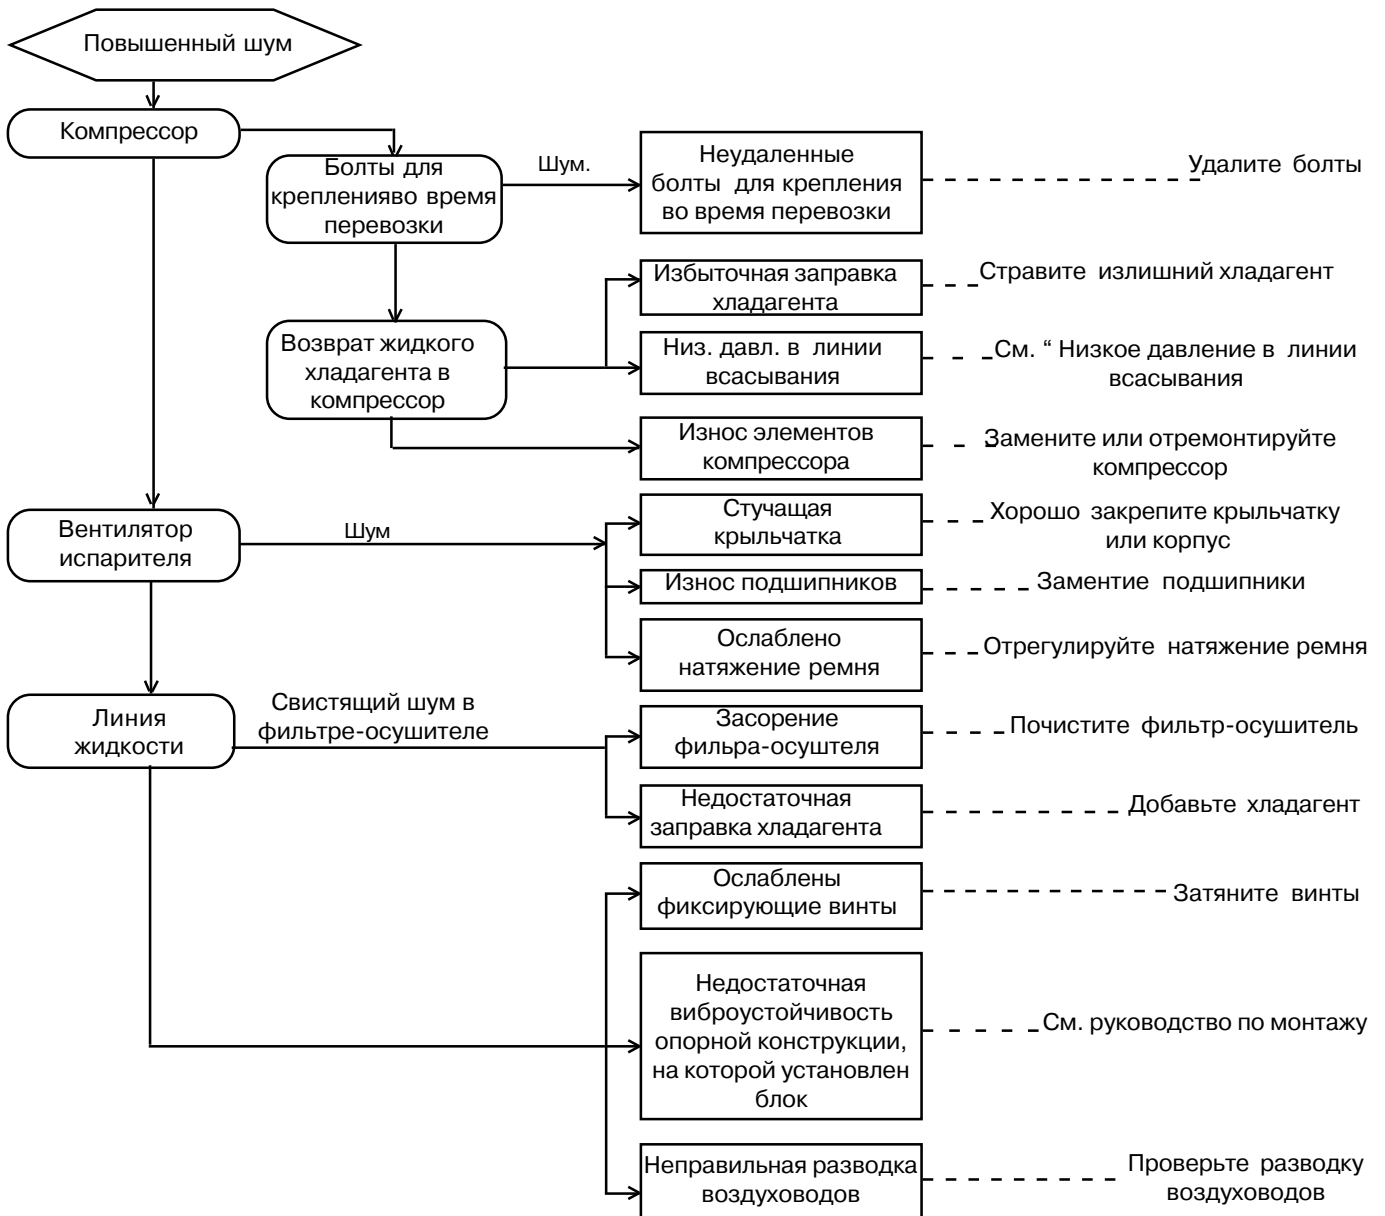 Повышенный шум
Компрессор
Болты для
крепленияво время
перевозки
Шум.
Неудаленные
болты для крепления
во время перевозки
Удалите болты
Избыточная заправка
хладагента
Стравите излишний хладагент
Возврат жидкого
хладагента в
компрессор
Низ. давл. в линии
всасывания
См. “ Низкое давление в линии
всасывания
Износ элементов
компрессора
Замените или отремонтируйте
компрессор
Вентилятор
испарителя
Шум
Стучащая
крыльчатка
Хорошо закрепите крыльчатку
или корпус
Износ подшипников
Заментие подшипники
Ослаблено
натяжение ремня
Отрегулируйте натяжение ремня
Линия
жидкости
Свистящий шум в
фильтре-осушителе
Засорение
фильра-осуштеля
Почистите фильтр-осушитель
Недостаточная
заправка хладагента
Добавьте хладагент
Ослаблены
фиксирующие винты
Затяните винты
Недостаточная
виброустойчивость
опорной конструкции,
на которой установлен
блок
См. руководство по монтажу
Неправильная разводка
воздуховодов
Проверьте разводку
воздуховодов